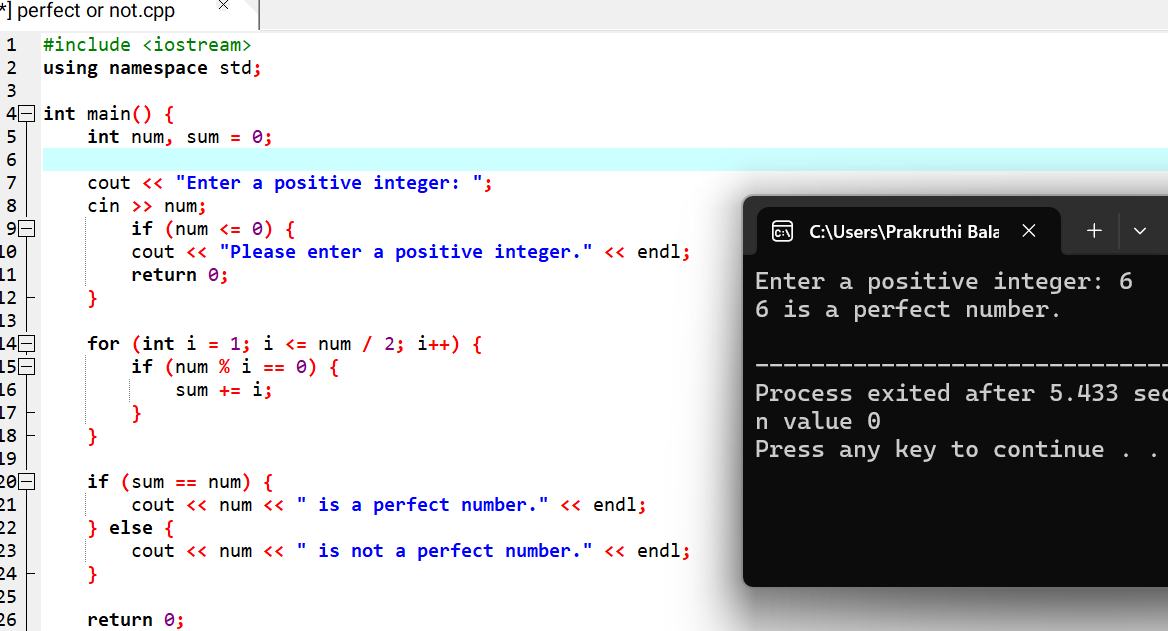 *] perfect or not.cpp
1 #include <iostream>
2 using namespace std;
3
4 int main() {
5 int num, sum = 0;
6
7 cout << "Enter a positive integer: ";
8 cin >> num;
9 if (num <= 0) {
10 cout << "Please enter a positive integer." << endl;
11 return 0;
12 }
13
14 for (int i = 1; i <= num / 2; i++) {
15 if (num % i == 0) {
16 sum += i;
17 }
18 }
19
20 if (sum == num) {
21 cout << num << " is a perfect number." << endl;
22 } else {
23 cout << num << " is not a perfect number." << endl;
24 }
25
26 return 0;
C:\Users\Prakruthi Bala
Enter a positive integer: 6
6 is a perfect number.
--------------------------------
Process exited after 5.433 sec
n value 0
Press any key to continue . .